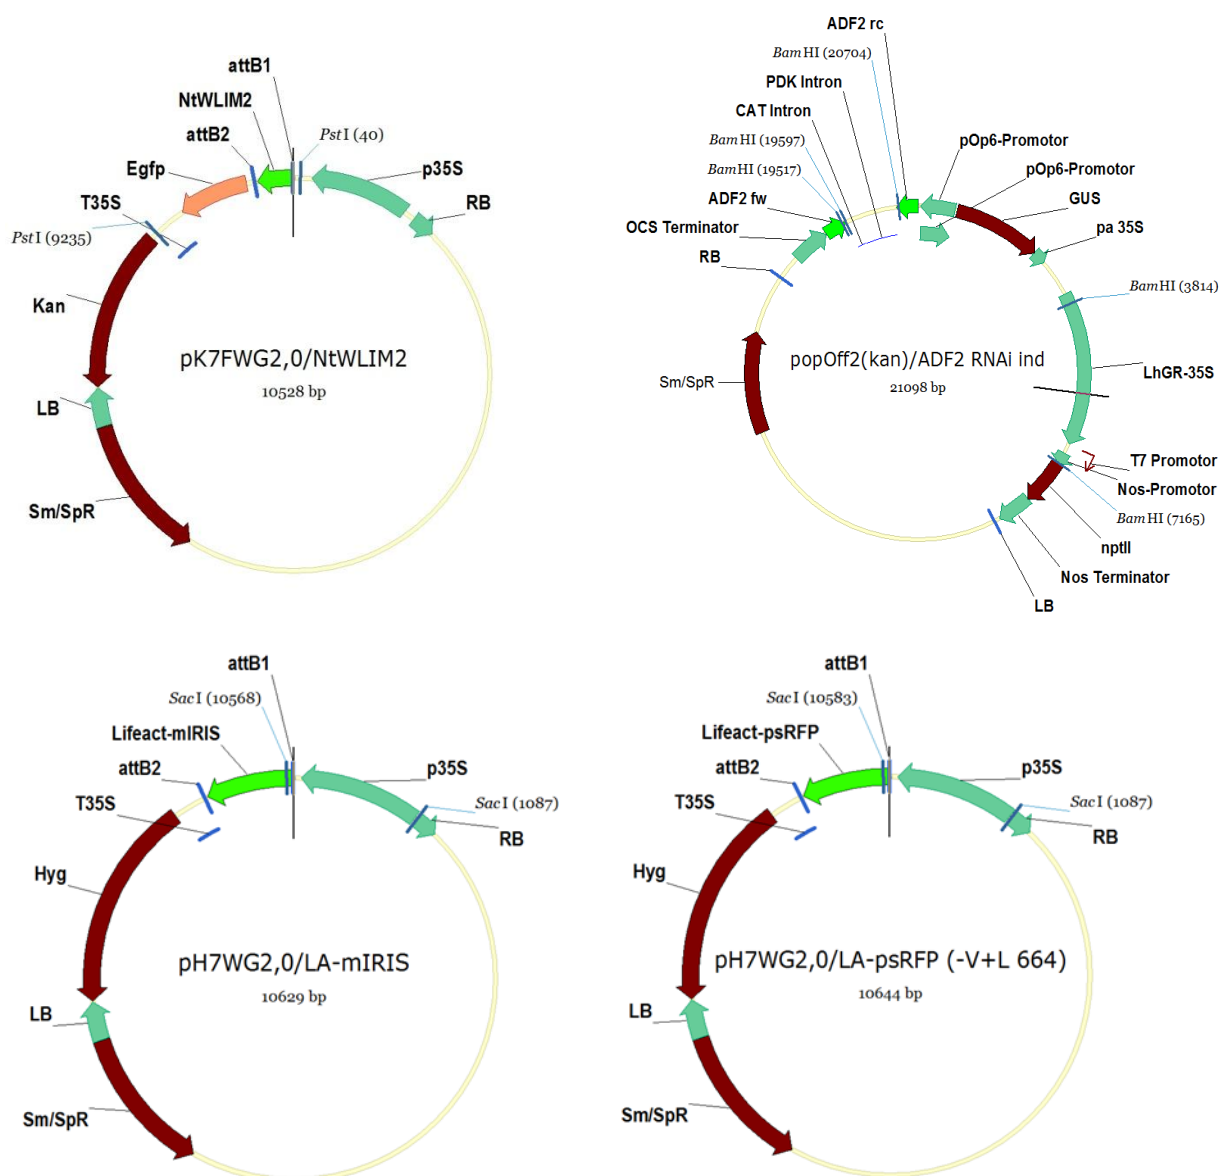 attB1
NtWLIM2
PstI (40)
attB2
p35S
Egfp
T35S
RB
PstI (9235)
Kan
pK7FWG2,0/NtWLIM2
10528 bp
LB
Sm/SpR
ADF2 rc
BamHI (20704)
PDK Intron
CAT Intron
BamHI (19597)
pOp6-Promotor
BamHI (19517)
pOp6-Promotor
ADF2 fw
GUS
OCS Terminator
pa 35S
RB
BamHI (3814)
popOff2(kan)/ADF2 RNAi ind
21098 bp
Sm/SpR
LhGR-35S
T7 Promotor
Nos-Promotor
BamHI (7165)
nptII
Nos Terminator
LB
attB1
SacI (10568)
Lifeact-mIRIS
attB2
p35S
T35S
SacI (1087)
RB
Hyg
pH7WG2,0/LA-mIRIS
10629 bp
LB
Sm/SpR
attB1
SacI (10583)
Lifeact-psRFP
attB2
p35S
T35S
SacI (1087)
RB
Hyg
pH7WG2,0/LA-psRFP (-V+L 664)
10644 bp
LB
Sm/SpR